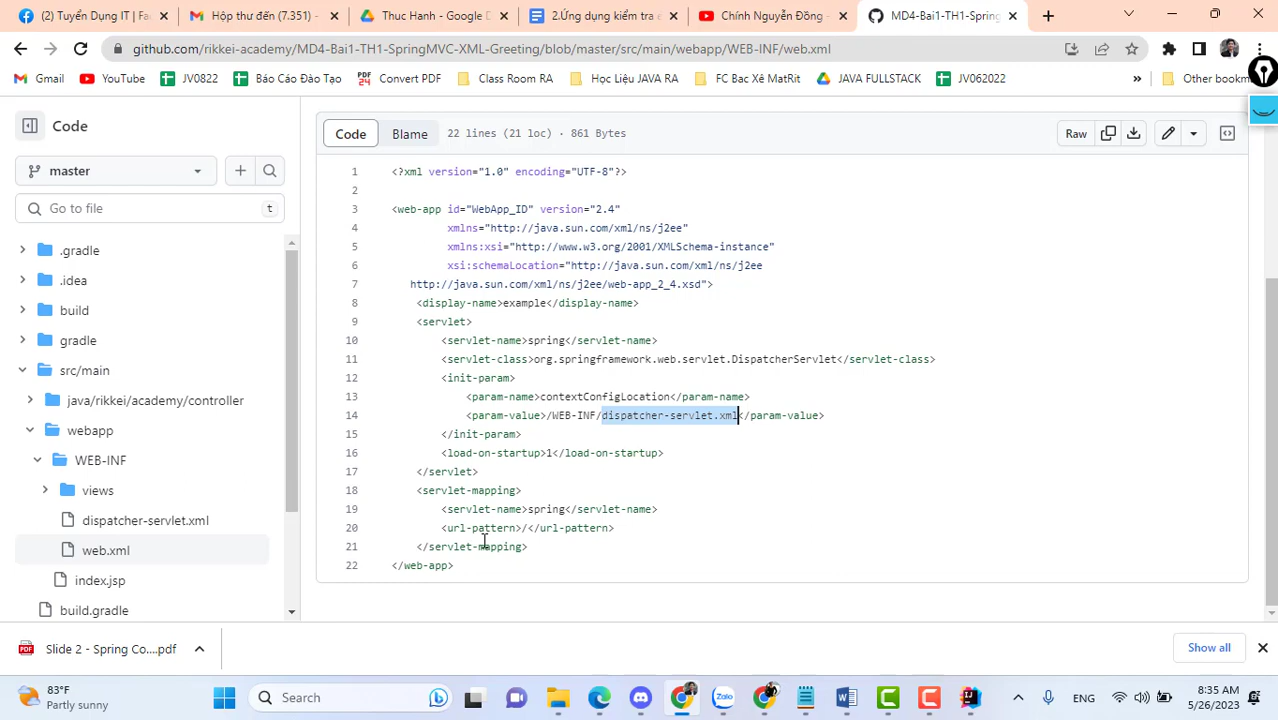 (2) Tuyển Dụng IT | Fac
Hộp thư đến (7.351) -
Thuc Hanh - Google D
2.Ứng dụng kiểm tra e
Chính Nguyễn Đồng -
MD4-Bai1-TH1-Spring
github.com/rikkei-academy/MD4-Bai1-TH1-SpringMVC-XML-Greeting/blob/master/src/main/webapp/WEB-INF/web.xml
Gmail
YouTube
JV0822
Báo Cáo Đào Tạo
PDF 24
Convert PDF
Class Room RA
Học Liệu JAVA RA
FC Bac Xê MatRit
JAVA FULLSTACK
JV062022
»
Other bookm
Code
master
Go to file
t
.gradle
.idea
build
gradle
src/main
java/rikkei/academy/controller
webapp
WEB-INF
views
dispatcher-servlet.xml
web.xml
index.jsp
build.gradle
Code
Blame
22 lines (21 loc) · 861 Bytes
Raw
1 <?xml version="1.0" encoding="UTF-8"?>
2
3 <web-app id="WebApp_ID" version="2.4"
4 xmlns="http://java.sun.com/xml/ns/j2ee"
5 xmlns:xsi="http://www.w3.org/2001/XMLSchema-instance"
6 xsi:schemaLocation="http://java.sun.com/xml/ns/j2ee
7 http://java.sun.com/xml/ns/j2ee/web-app_2_4.xsd">
8 <display-name>example</display-name>
9 <servlet>
10 <servlet-name>spring</servlet-name>
11 <servlet-class>org.springframework.web.servlet.DispatcherServlet</servlet-class>
12 <init-param>
13 <param-name>contextConfigLocation</param-name>
14 <param-value>/WEB-INF/dispatcher-servlet.xml</param-value>
15 </init-param>
16 <load-on-startup>1</load-on-startup>
17 </servlet>
18 <servlet-mapping>
19 <servlet-name>spring</servlet-name>
20 <url-pattern>/</url-pattern>
21 </servlet-mapping>
22 </web-app>
Slide 2 - Spring Co....pdf
Show all
83°F
Partly sunny
Search
ENG
8:35 AM
5/26/2023